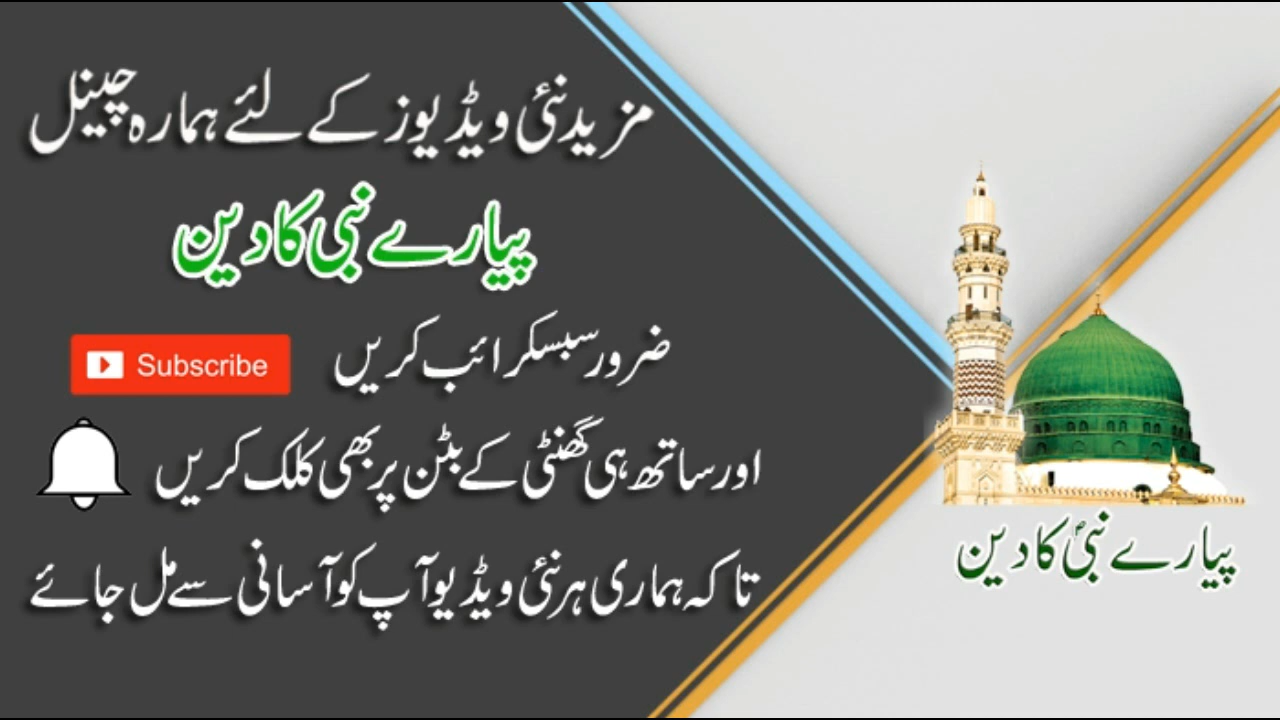 مزید نئی ویڈیوز کے لئے ہمارہ چینل
پیارے نبی کا دین
ضرور سبسکرائب کریں
Subscribe
اور ساتھ ہی گھنٹی کے بٹن پر بھی کلک کریں
تاکہ ہماری ہر نئی ویڈیو آپ کو آسانی سے مل جائے
پیارے نبیؐ کا دین